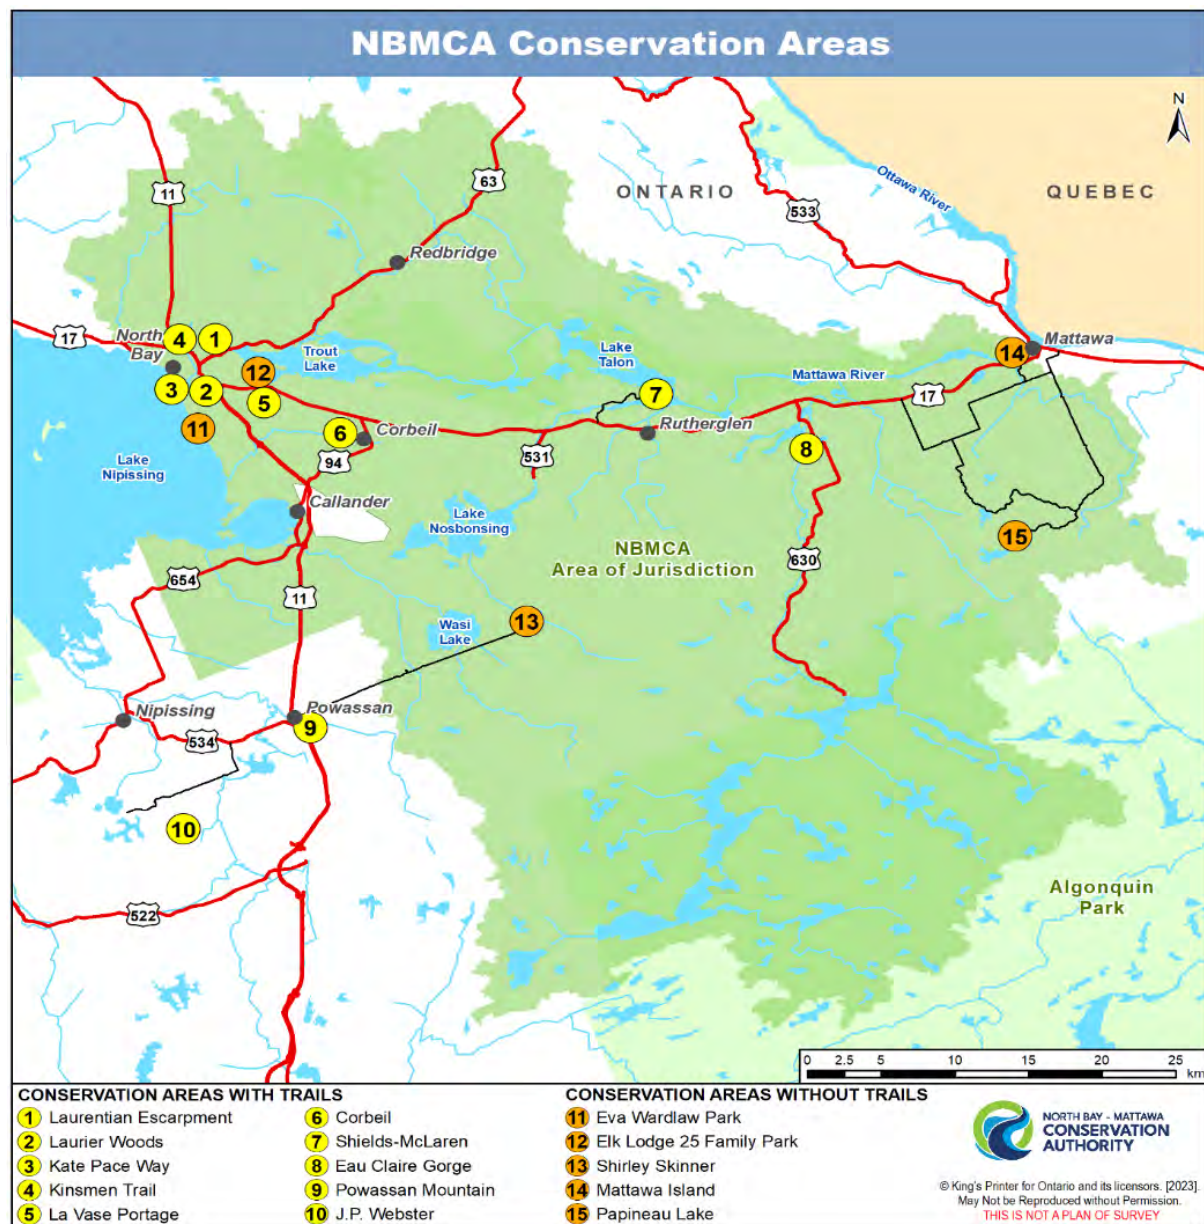 NBMCA Conservation Areas
N
ONTARIO
QUEBEC
Ottawa River
11
63
533
Redbridge
17
North
Bay
4
1
Trout
Lake
Lake
Talon
Mattawa
14
Mattawa River
3
2
12
5
7
17
11
6
Corbeil
Rutherglen
94
531
8
Lake
Nipissing
Callander
Lake
Nosbonsing
15
NBMCA
Area of Jurisdiction
654
11
630
13
Wasi
Lake
Nipissing
Powassan
9
534
10
522
Algonquin
Park
0 2.5 5 10 15 20 25
km
CONSERVATION AREAS WITH TRAILS
1 Laurentian Escarpment
2 Laurier Woods
3 Kate Pace Way
4 Kinsmen Trail
5 La Vase Portage
6 Corbeil
7 Shields-McLaren
8 Eau Claire Gorge
9 Powassan Mountain
10 J.P. Webster
CONSERVATION AREAS WITHOUT TRAILS
11 Eva Wardlaw Park
12 Elk Lodge 25 Family Park
13 Shirley Skinner
14 Mattawa Island
15 Papineau Lake
NORTH BAY - MATTAWA
CONSERVATION
AUTHORITY
© King's Printer for Ontario and its licensors. [2023].
May Not be Reproduced without Permission.
THIS IS NOT A PLAN OF SURVEY